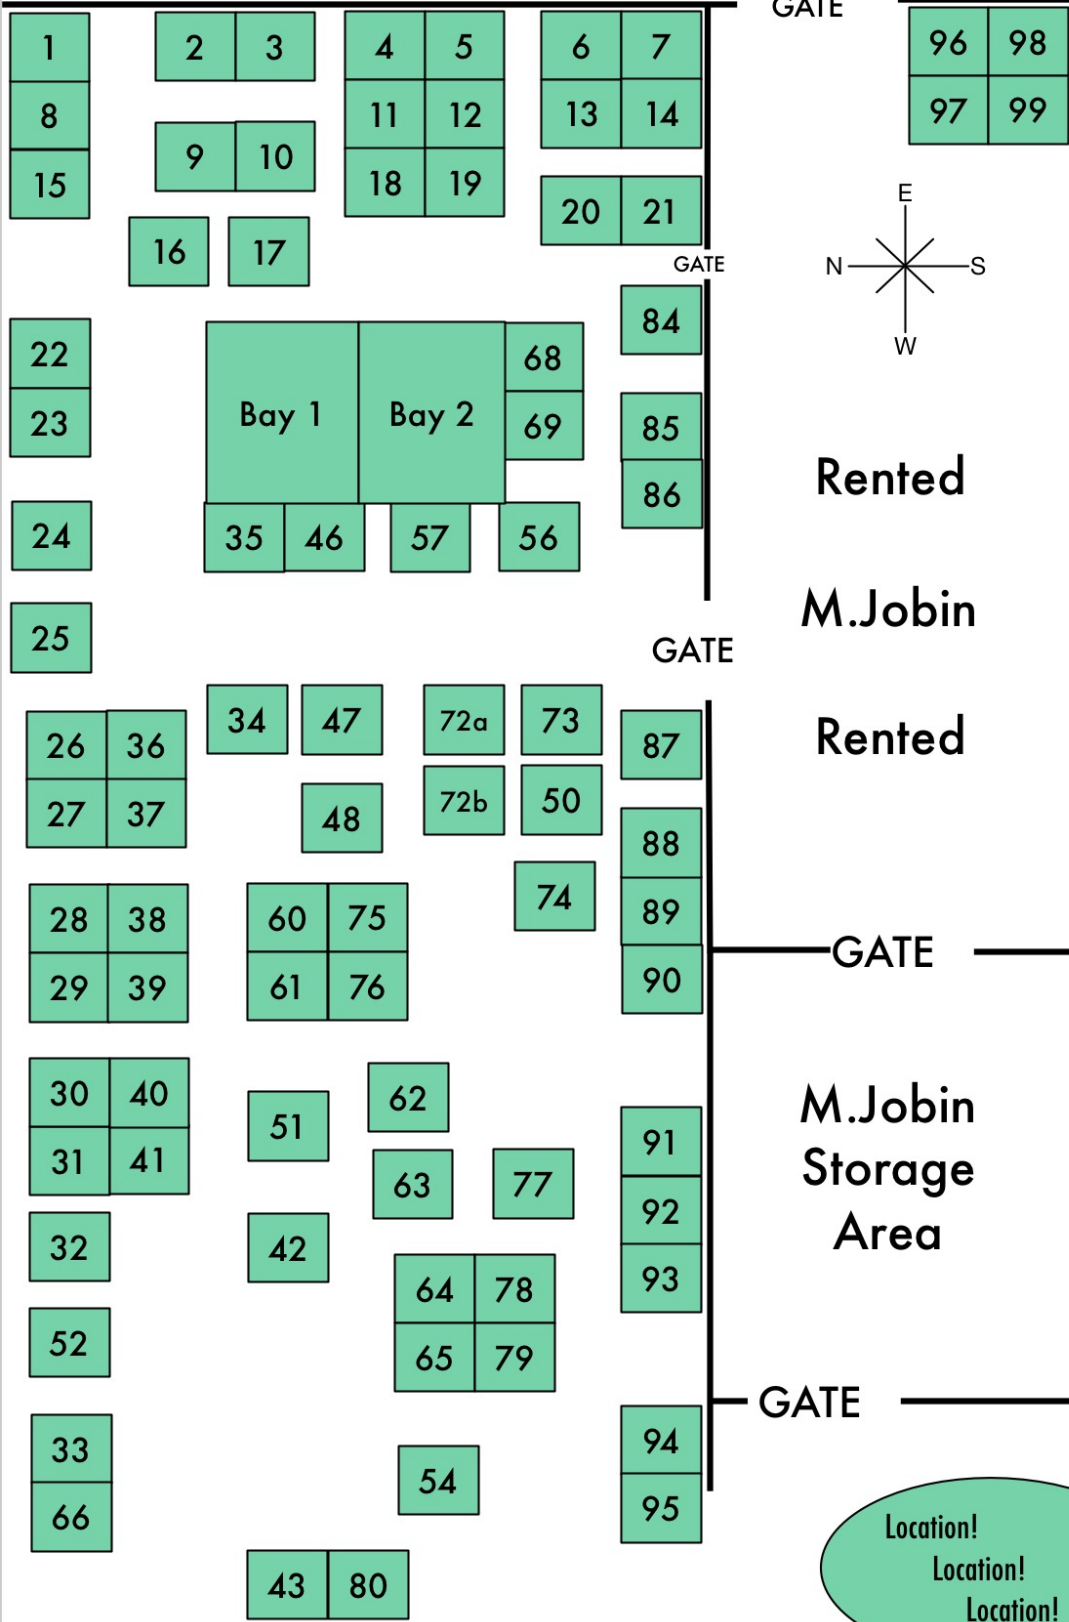 GATE
1
2 3
4 5
6 7
96 98
8
11 12
13 14
97 99
9 10
15
18 19
20 21
16 17
E
N S
W
GATE
84
22
Bay 1
Bay 2
68
23
69
85
86
Rented
24
35 46
57
56
M.Jobin
25
GATE
34
47
72a
73
87
Rented
26 36
27 37
48
72b
50
88
74
89
28 38
60 75
GATE
29 39
61 76
90
30 40
62
M.Jobin
51
91
31 41
63
77
Storage
92
32
42
Area
64 78
93
52
65 79
GATE
33
94
54
66
95
Location!
Location!
Location!
43 80